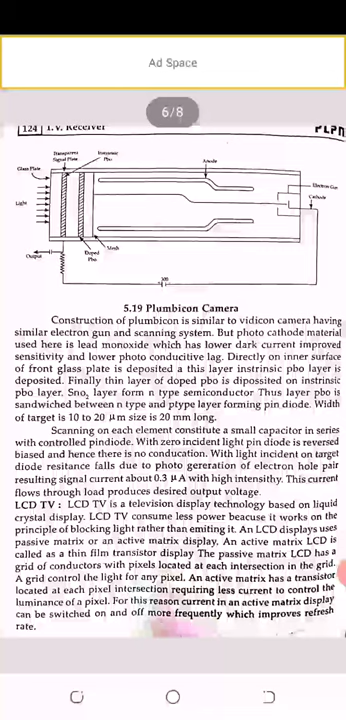 Ad Space
6/8
124 T.V. Receiver
Transparent
Signal Plate
Instrinsic
Pbo
Anode
Glass Plate
Electron Gun
Cathode
Light
Output
Doped
Pbo
Mesh
5.19 Plumbicon Camera
Construction of plumbicon is similar to vidicon camera having
similar electron gun and scanning system. But photo cathode material
used here is lead monoxide which has lower dark current improved
sensitivity and lower photo conducitive lag. Directly on inner surface
of front glass plate is deposited a this layer instrinsic pbo layer is
deposited. Finally thin layer of doped pbo is dipossited on instrinsic
pbo layer. Sno2 layer form n type semiconductor Thus layer pbo is
sandwiched between n type and ptype layer forming pin diode. Width
of target is 10 to 20 μm size is 20 mm long.
Scanning on each element constitute a small capacitor in series
with controlled pindiode. With zero incident light pin diode is reversed
biased and hence there is no conducation. With light incident on target
diode resitance falls due to photo gereration of electron hole pair
resulting signal current about 0.3 μA with high intensithy. This current
flows through load produces desired output voltage.
LCD TV : LCD TV is a television display technology based on liquid
crystal display. LCD TV consume less power beacuse it works on the
principle of blocking light rather than emiting it. An LCD displays uses
passive matrix or an active matrix display. An active matrix LCD is
called as a thin film transistor display The passive matrix LCD has a
grid of conductors with pixels located at each intersection in the grid.
A grid control the light for any pixel. An active matrix has a transistor
located at each pixel intersection requiring less current to control the
luminance of a pixel. For this reason current in an active matrix display
can be switched on and off more frequently which improves refresh
rate.